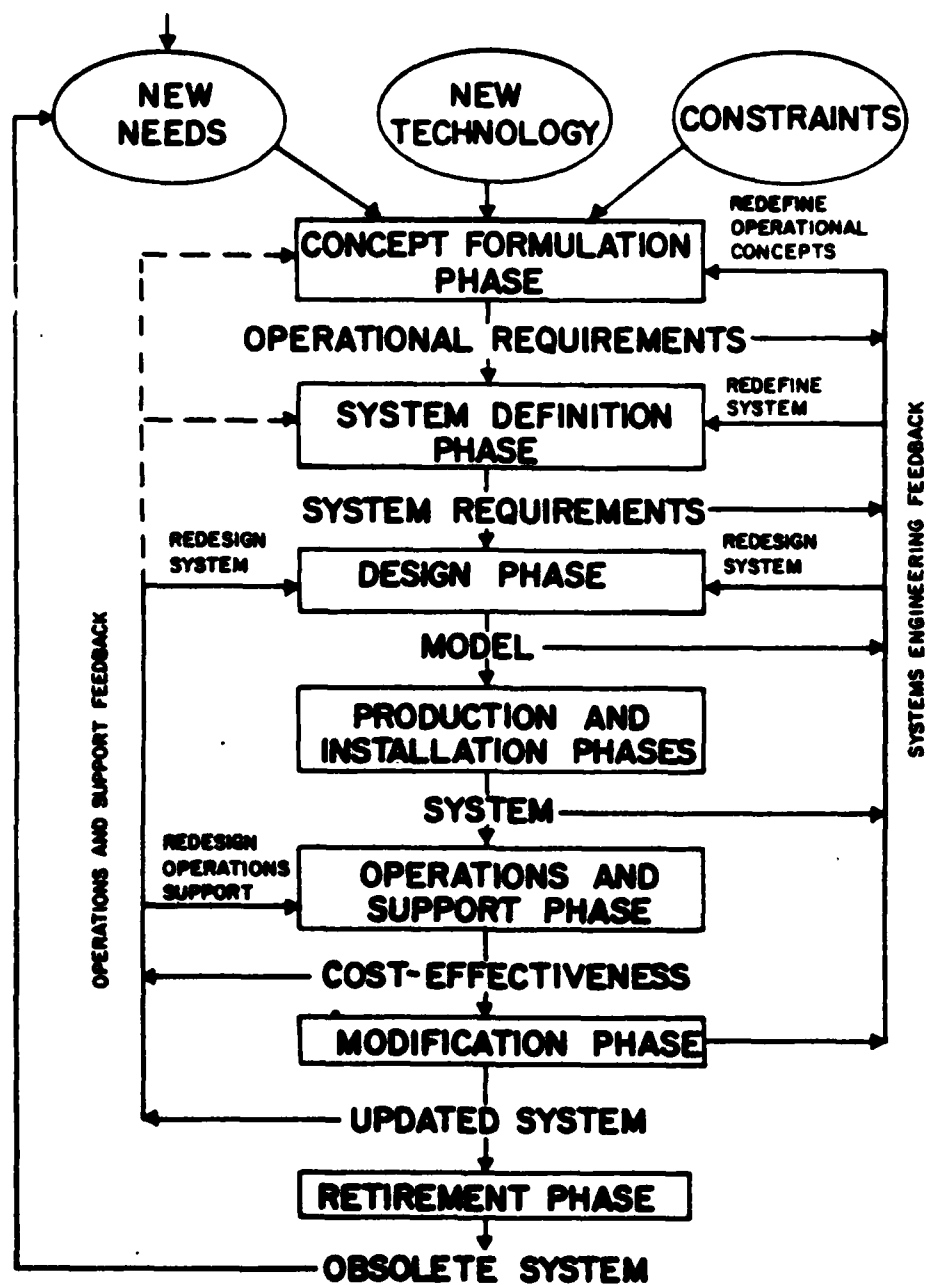 NEW
NEEDS
NEW
TECHNOLOGY
CONSTRAINTS
REDEFINE
OPERATIONAL
CONCEPTS
CONCEPT FORMULATION
PHASE
OPERATIONAL REQUIREMENTS
REDEFINE
SYSTEM
SYSTEM DEFINITION
PHASE
SYSTEM REQUIREMENTS
REDESIGN
SYSTEM
REDESIGN
SYSTEM
DESIGN PHASE
MODEL
PRODUCTION AND
INSTALLATION PHASES
SYSTEM
REDESIGN
OPERATIONS
SUPPORT
OPERATIONS AND
SUPPORT PHASE
COST-EFFECTIVENESS
MODIFICATION PHASE
UPDATED SYSTEM
RETIREMENT PHASE
OBSOLETE SYSTEM
OPERATIONS AND SUPPORT FEEDBACK
SYSTEMS ENGINEERING FEEDBACK